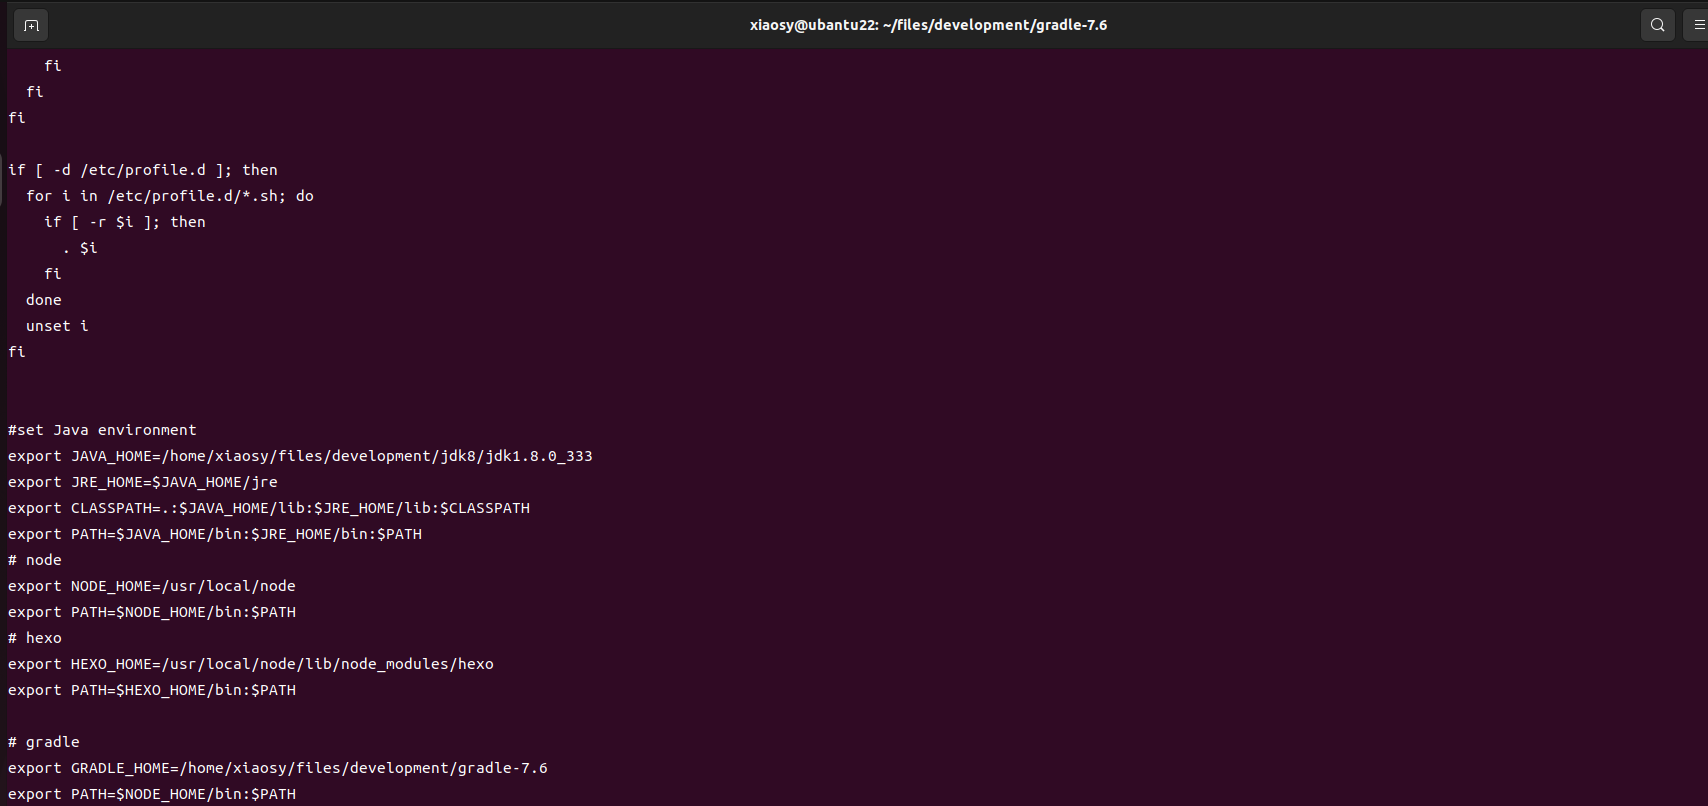 xiaosy@ubantu22: ~/files/development/gradle-7.6
    fi
  fi
fi

if [ -d /etc/profile.d ]; then
  for i in /etc/profile.d/*.sh; do
    if [ -r $i ]; then
      . $i
    fi
  done
  unset i
fi

#set Java environment
export JAVA_HOME=/home/xiaosy/files/development/jdk8/jdk1.8.0_333
export JRE_HOME=$JAVA_HOME/jre
export CLASSPATH=.:$JAVA_HOME/lib:$JRE_HOME/lib:$CLASSPATH
export PATH=$JAVA_HOME/bin:$JRE_HOME/bin:$PATH
# node
export NODE_HOME=/usr/local/node
export PATH=$NODE_HOME/bin:$PATH
# hexo
export HEXO_HOME=/usr/local/node/lib/node_modules/hexo
export PATH=$HEXO_HOME/bin:$PATH

# gradle
export GRADLE_HOME=/home/xiaosy/files/development/gradle-7.6
export PATH=$NODE_HOME/bin:$PATH